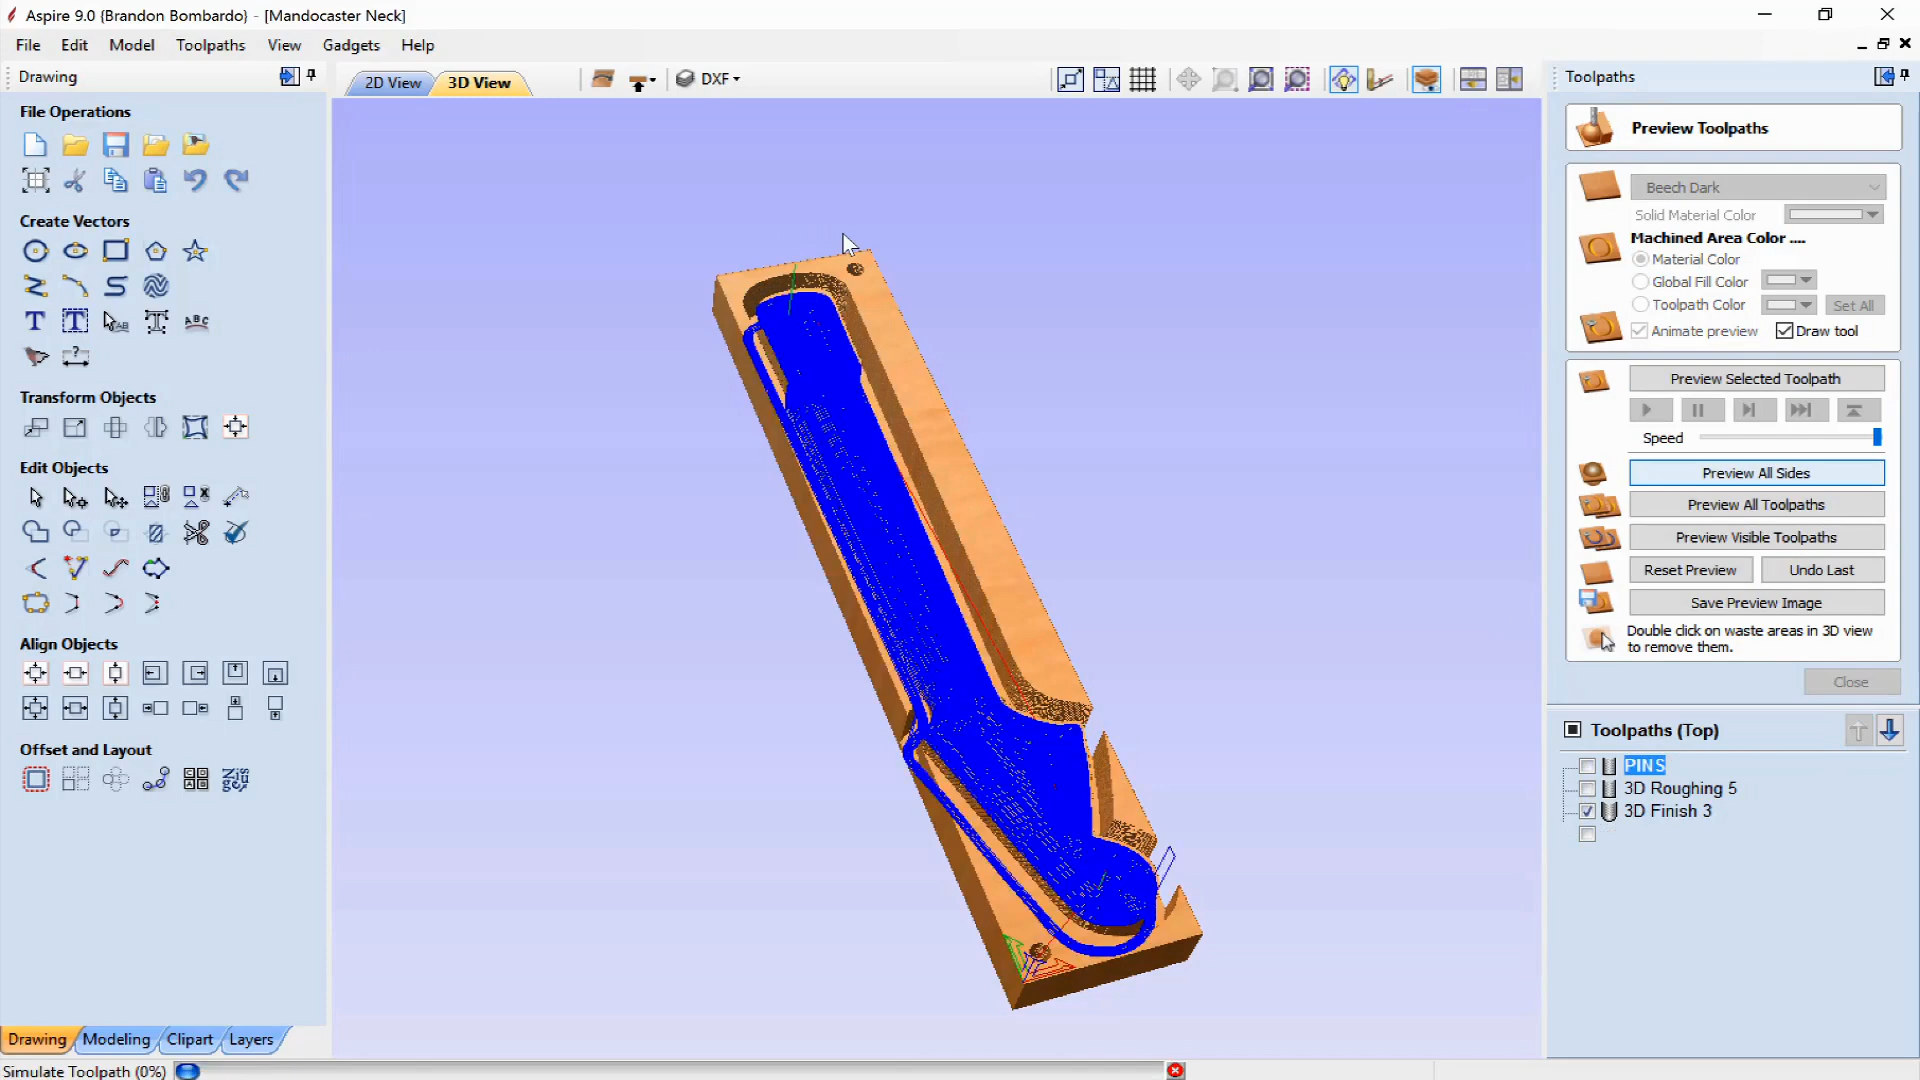 Aspire 9.0 {Brandon Bombardo} - [Mandocaster Neck]
File Edit Model Toolpaths View Gadgets Help
Drawing
2D View 3D View DXF
Toolpaths
File Operations
Create Vectors
Transform Objects
Edit Objects
Align Objects
Offset and Layout
Drawing Modeling Clipart Layers
Simulate Toolpath (0%)
Preview Toolpaths
Beech Dark
Solid Material Color
Machined Area Color ....
Material Color
Global Fill Color
Toolpath Color Set All
Animate preview Draw tool
Preview Selected Toolpath
Speed
Preview All Sides
Preview All Toolpaths
Preview Visible Toolpaths
Reset Preview Undo Last
Save Preview Image
Double click on waste areas in 3D view
to remove them.
Close
Toolpaths (Top)
PINS
3D Roughing 5
3D Finish 3